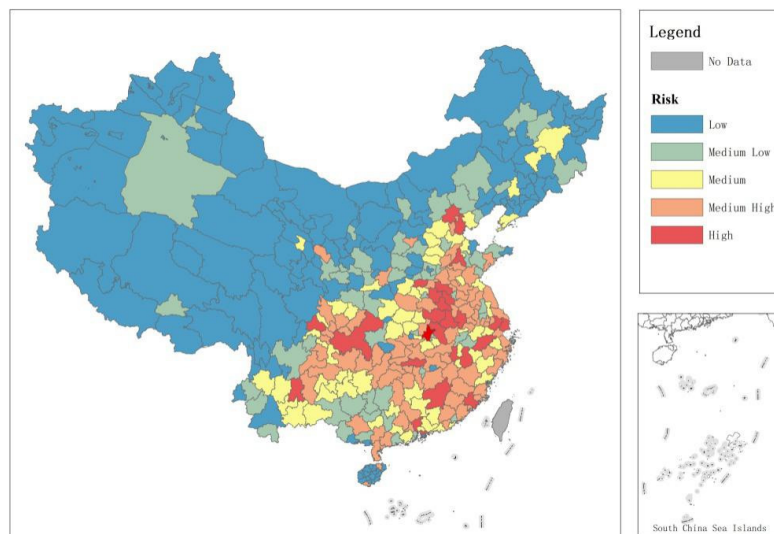 Legend
No Data
Risk
Low
Medium Low
Medium
Medium High
High
South China Sea Islands